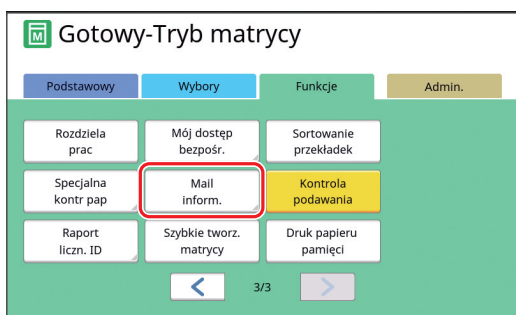 M
Gotowy-Tryb matrycy
Podstawowy
Wybory
Funkcje
Admin.
Rozdziela
prac
Mój dostęp
bezpośr.
Sortowanie
przekładek
Specjalna
kontr pap
Mail
inform.
Kontrola
podawania
Raport
liczn. ID
Szybkie tworz.
matrycy
Druk papieru
pamięci
3/3